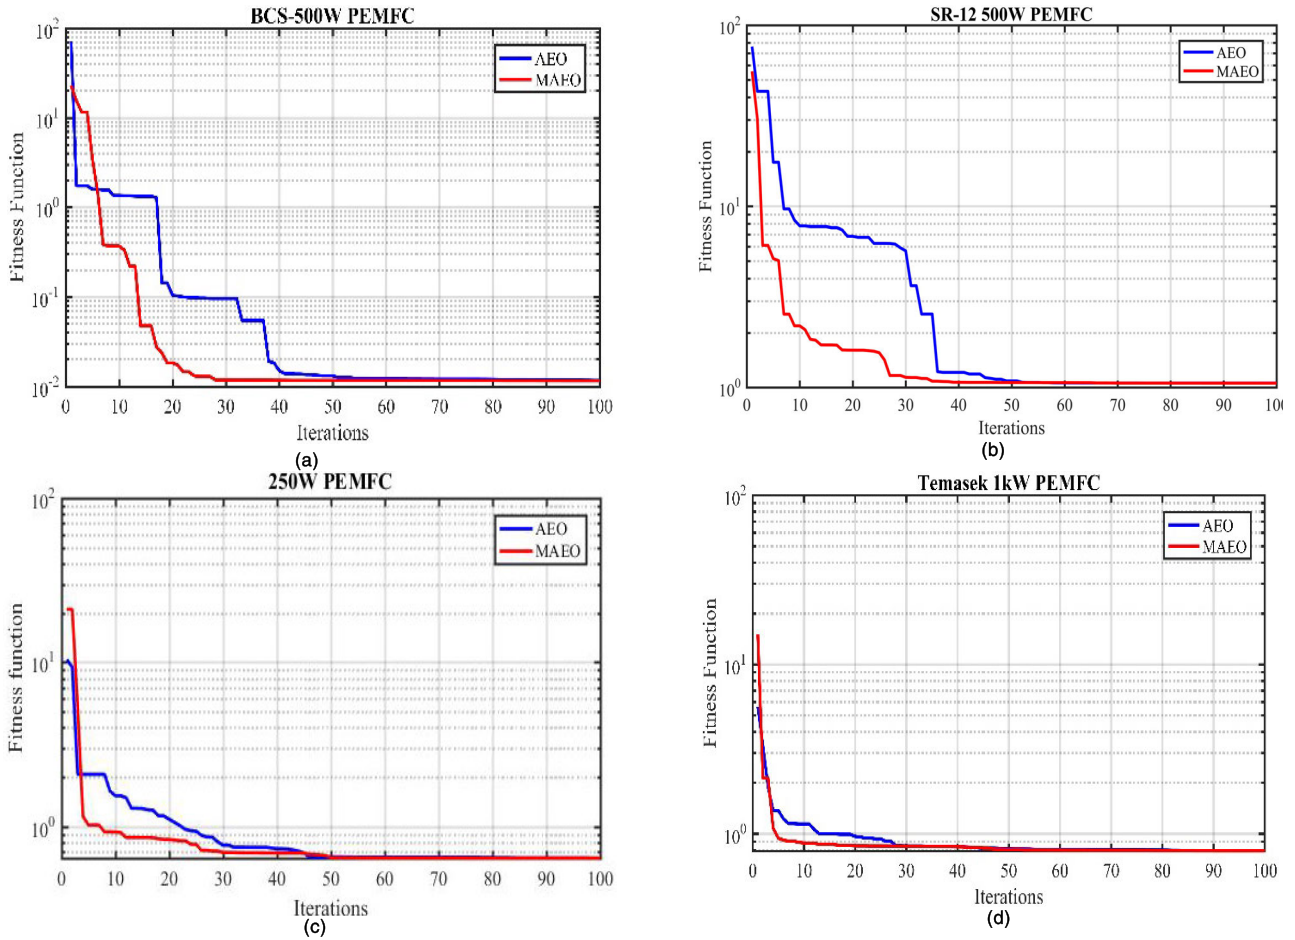 BCS-500W PEMFC
10^2
10^1
10^0
10^-1
10^-2
Fitness Function
AEO
MAEO
0 10 20 30 40 50 60 70 80 90 100
Iterations
(a)
SR-12 500W PEMFC
10^2
10^1
10^0
Fitness Function
AEO
MAEO
0 10 20 30 40 50 60 70 80 90 10
Iterations
(b)
250W PEMFC
10^2
10^1
10^0
Fitness function
AEO
MAEO
0 10 20 30 40 50 60 70 80 90 100
Iterations
(c)
Temasek 1kW PEMFC
10^2
10^1
10^0
Fitness Function
AEO
MAEO
0 10 20 30 40 50 60 70 80 90 100
Iterations
(d)